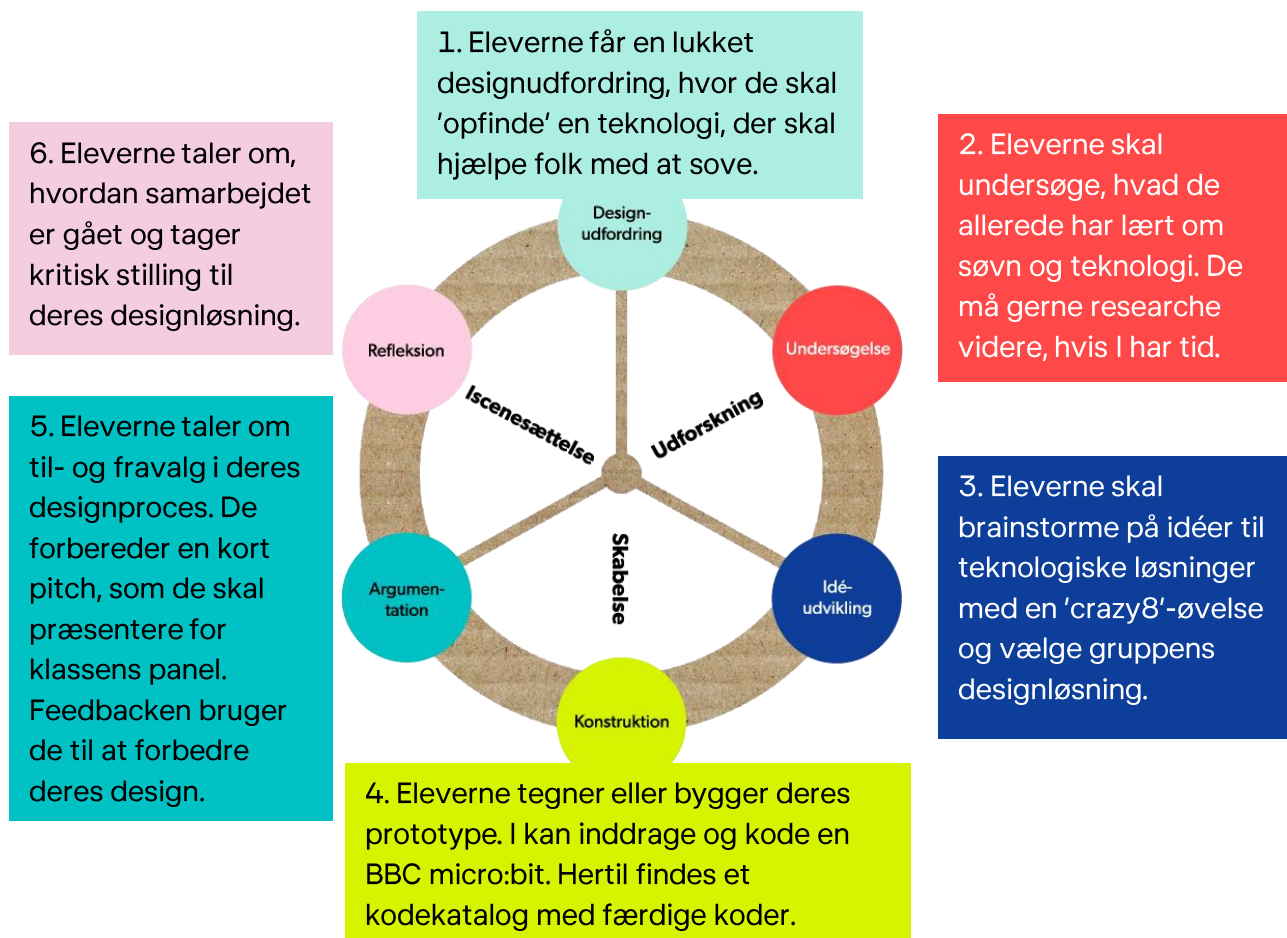 1. Eleverne får en lukket
designudfordring, hvor de skal
'opfinde' en teknologi, der skal
hjælpe folk med at sove.
2. Eleverne skal
undersøge, hvad de
allerede har lært om
søvn og teknologi. De
må gerne researche
videre, hvis I har tid.
3. Eleverne skal
brainstorme på idéer til
teknologiske løsninger
med en 'crazy8'-øvelse
og vælge gruppens
designløsning.
4. Eleverne tegner eller bygger deres
prototype. I kan inddrage og kode en
BBC micro:bit. Hertil findes et
kodekatalog med færdige koder.
5. Eleverne taler om
til- og fravalg i deres
designproces. De
forbereder en kort
pitch, som de skal
præsentere for
klassens panel.
Feedbacken bruger
de til at forbedre
deres design.
6. Eleverne taler om,
hvordan samarbejdet
er gået og tager
kritisk stilling til
deres designløsning.
Design-
udfordring
Undersøgelse
Idé-
udvikling
Konstruktion
Argumen-
tation
Refleksion
Iscenesættelse
Udforskning
Skabelse